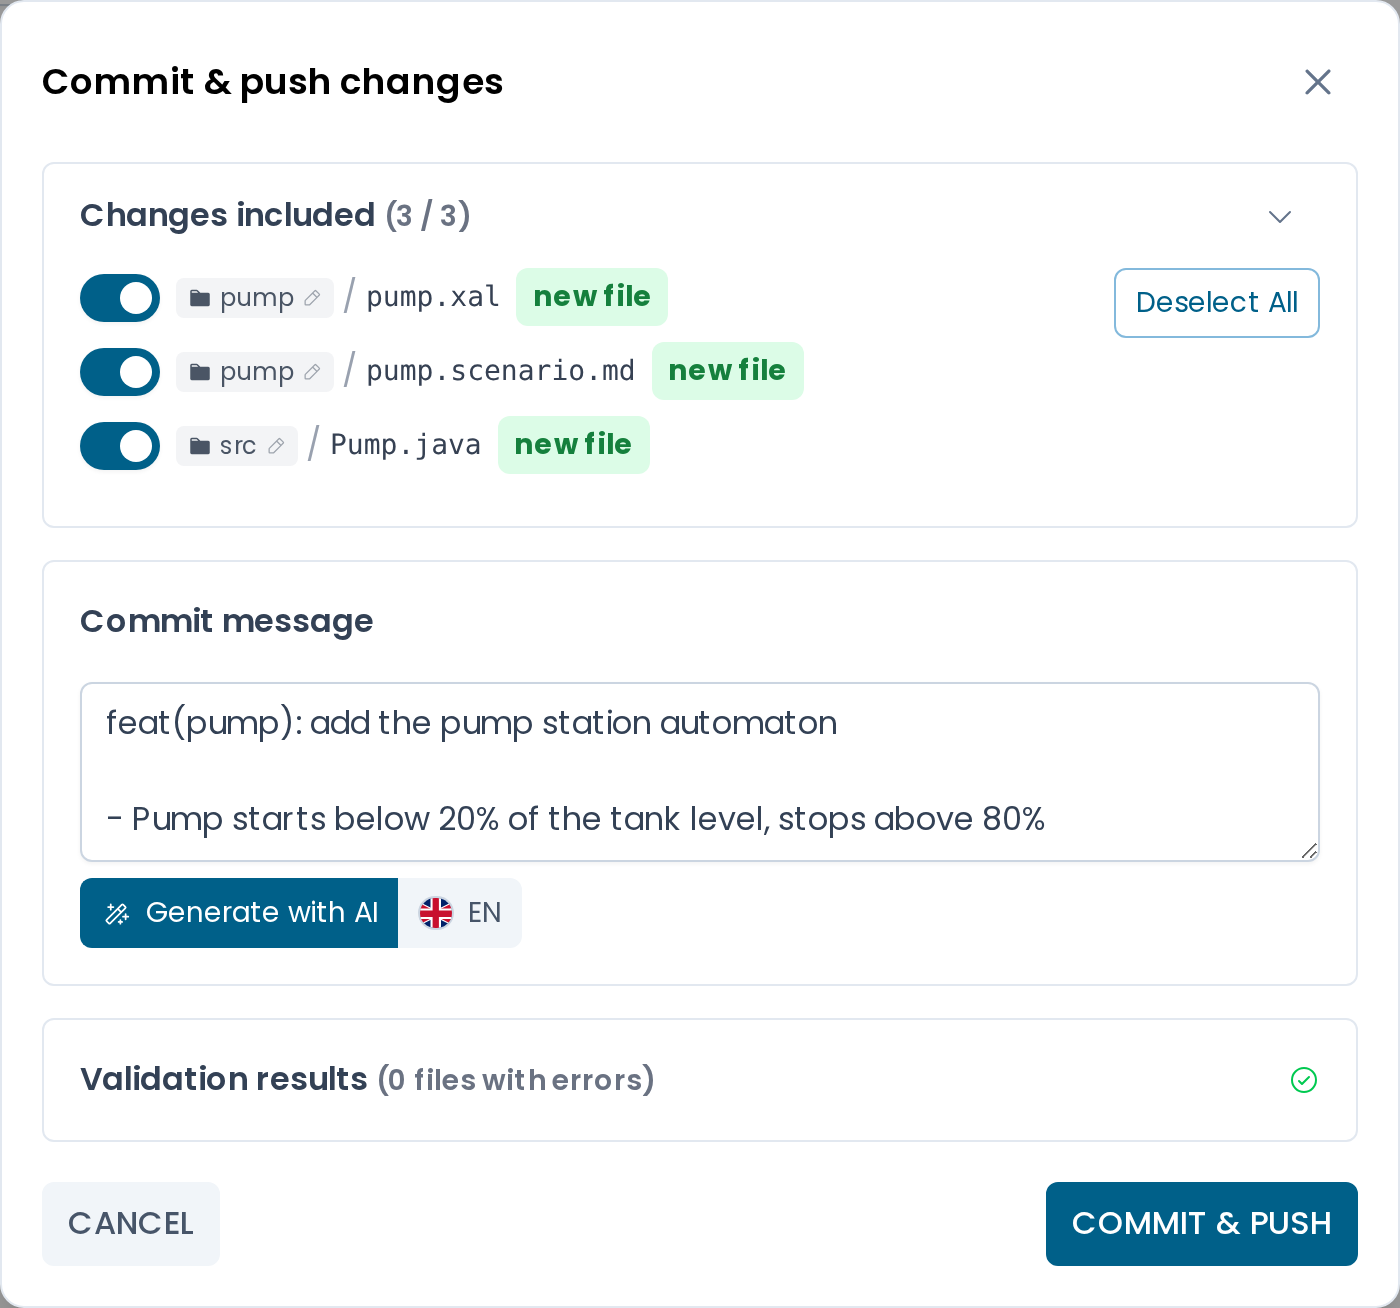 Commit & push changes
Changes included (3 / 3)
pump / pump.xal new file
Deselect All
pump / pump.scenario.md new file
src / Pump.java new file
Commit message
feat(pump): add the pump station automaton
- Pump starts below 20% of the tank level, stops above 80%
Generate with AI EN
Validation results (0 files with errors)
CANCEL COMMIT & PUSH